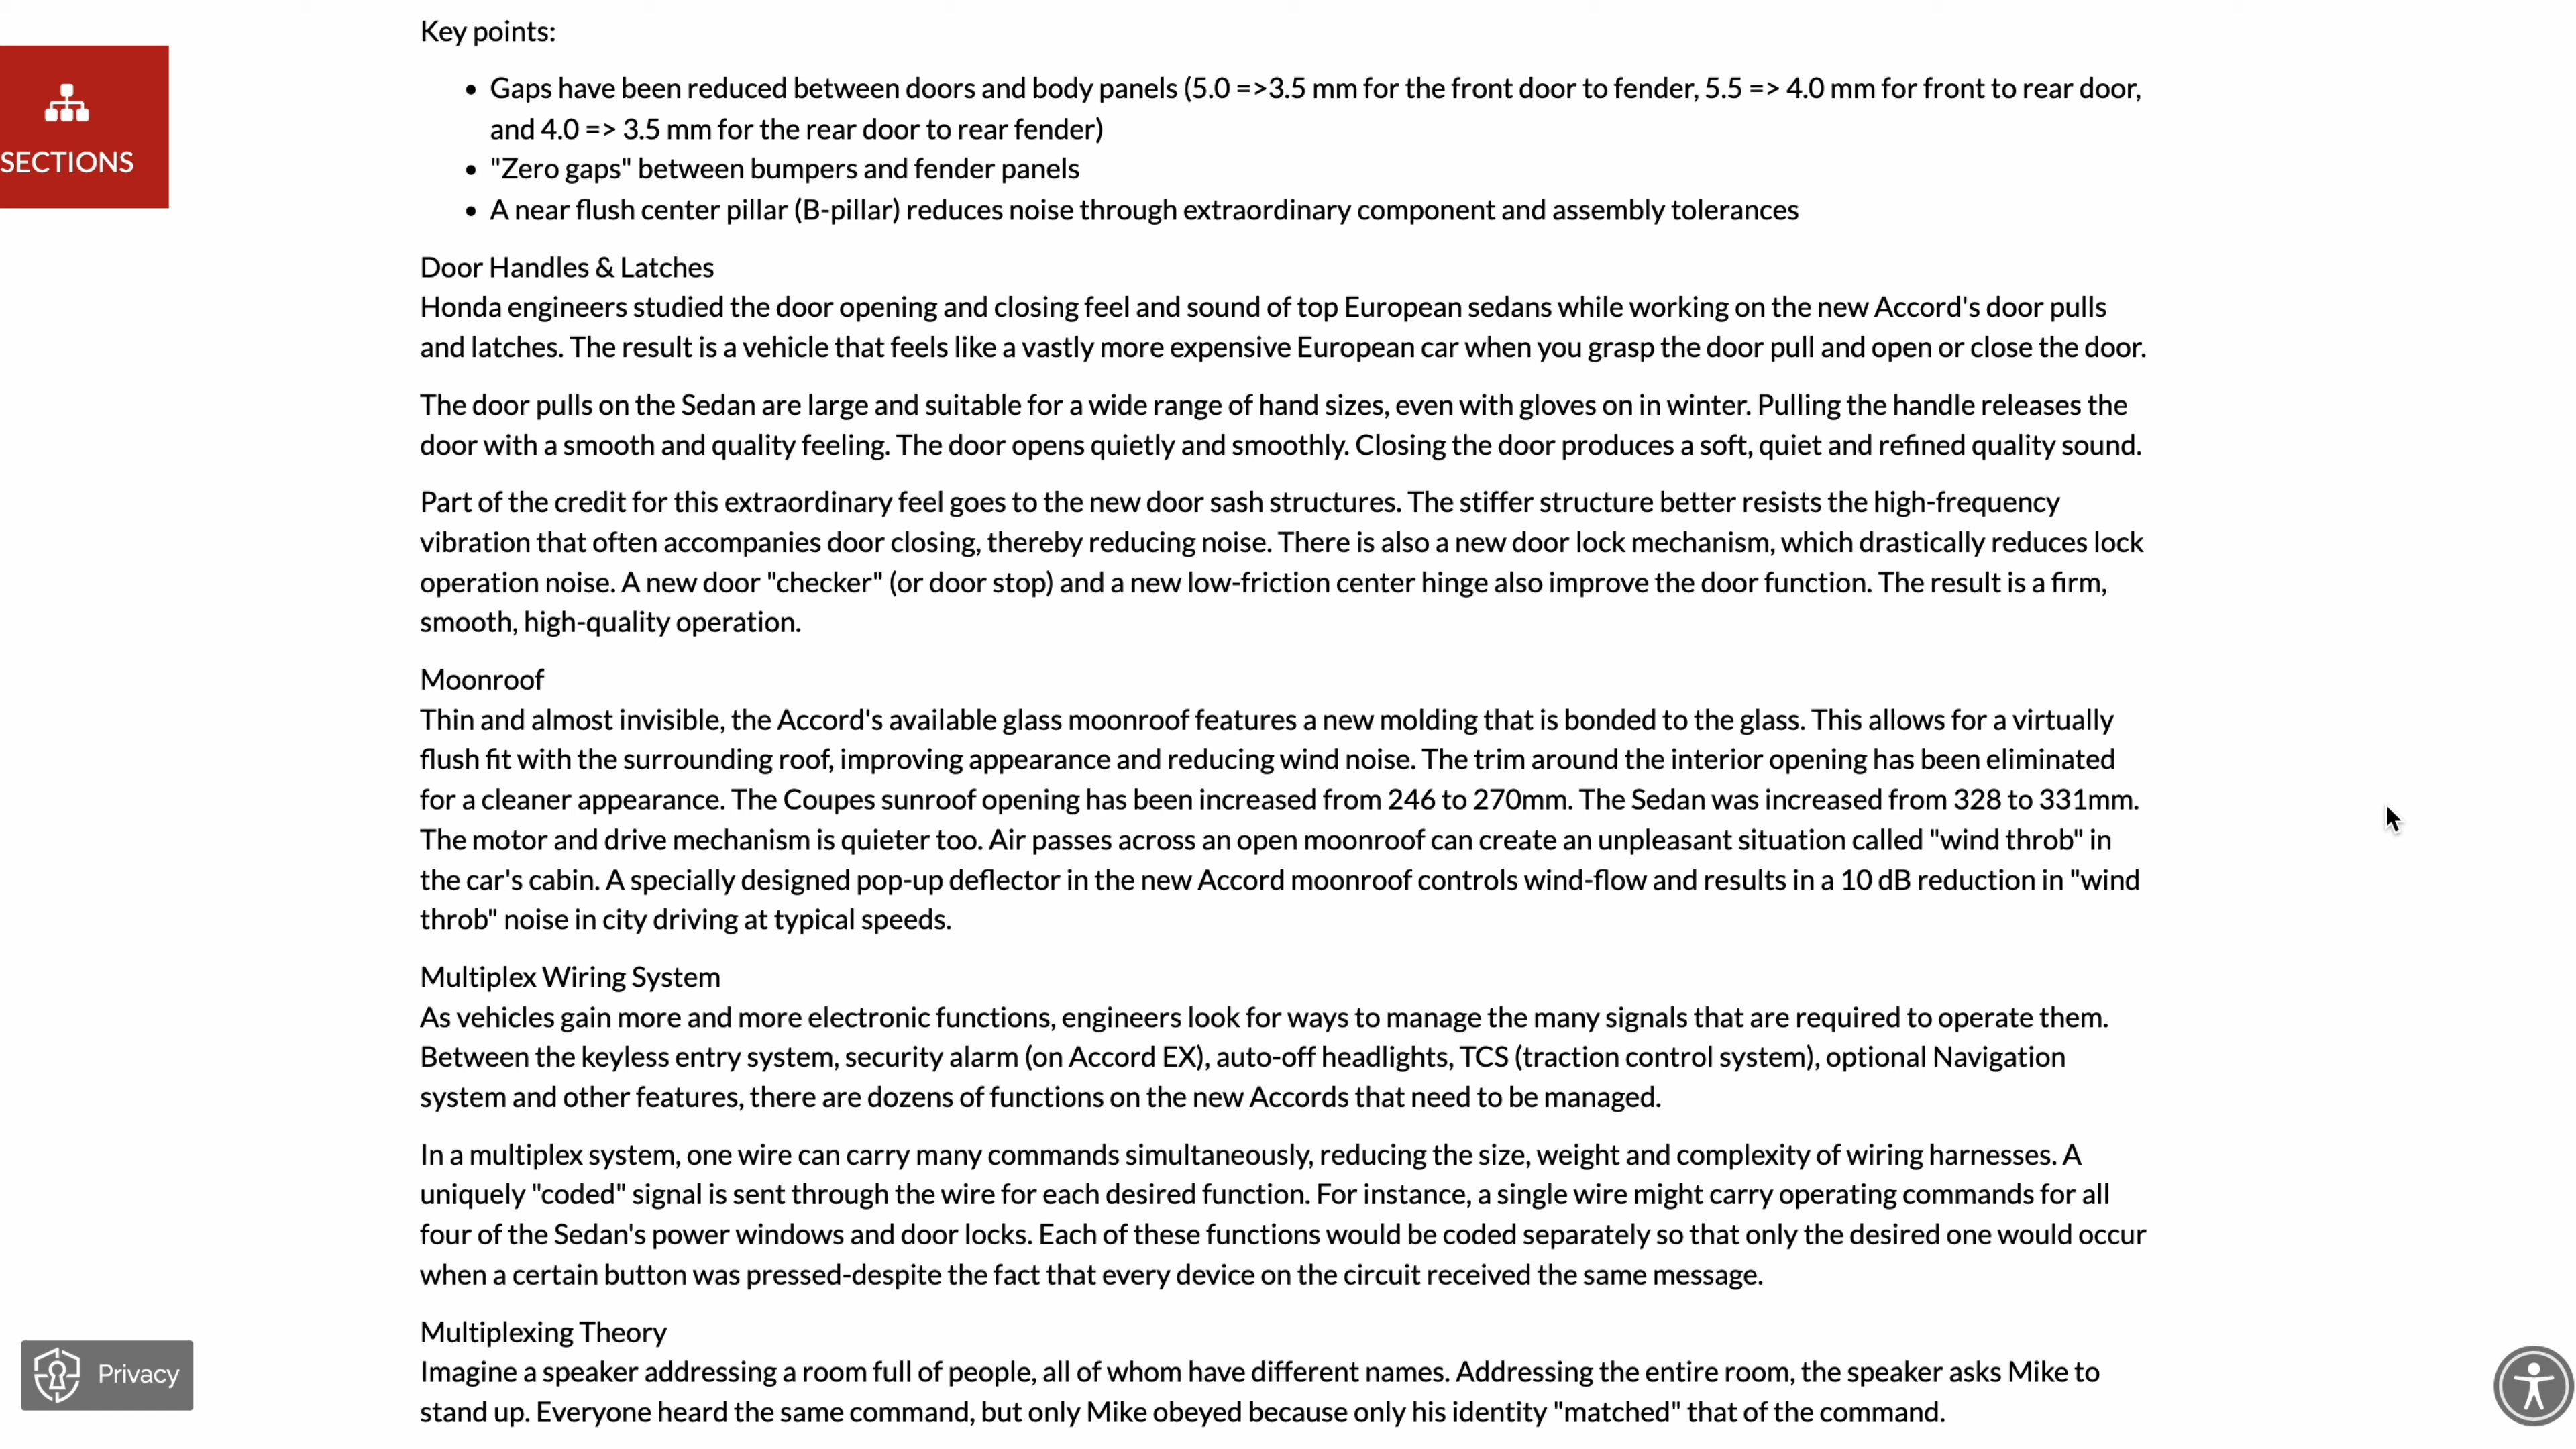 Key points:
SECTIONS
• Gaps have been reduced between doors and body panels (5.0 =>3.5 mm for the front door to fender, 5.5 => 4.0 mm for front to rear door,
and 4.0 => 3.5 mm for the rear door to rear fender)
• "Zero gaps" between bumpers and fender panels
• A near flush center pillar (B-pillar) reduces noise through extraordinary component and assembly tolerances
Door Handles & Latches
Honda engineers studied the door opening and closing feel and sound of top European sedans while working on the new Accord's door pulls
and latches. The result is a vehicle that feels like a vastly more expensive European car when you grasp the door pull and open or close the door.
The door pulls on the Sedan are large and suitable for a wide range of hand sizes, even with gloves on in winter. Pulling the handle releases the
door with a smooth and quality feeling. The door opens quietly and smoothly. Closing the door produces a soft, quiet and refined quality sound.
Part of the credit for this extraordinary feel goes to the new door sash structures. The stiffer structure better resists the high-frequency
vibration that often accompanies door closing, thereby reducing noise. There is also a new door lock mechanism, which drastically reduces lock
operation noise. A new door "checker" (or door stop) and a new low-friction center hinge also improve the door function. The result is a firm,
smooth, high-quality operation.
Moonroof
Thin and almost invisible, the Accord's available glass moonroof features a new molding that is bonded to the glass. This allows for a virtually
flush fit with the surrounding roof, improving appearance and reducing wind noise. The trim around the interior opening has been eliminated
for a cleaner appearance. The Coupes sunroof opening has been increased from 246 to 270mm. The Sedan was increased from 328 to 331mm.
The motor and drive mechanism is quieter too. Air passes across an open moonroof can create an unpleasant situation called "wind throb" in
the car's cabin. A specially designed pop-up deflector in the new Accord moonroof controls wind-flow and results in a 10 dB reduction in "wind
throb" noise in city driving at typical speeds.
Multiplex Wiring System
As vehicles gain more and more electronic functions, engineers look for ways to manage the many signals that are required to operate them.
Between the keyless entry system, security alarm (on Accord EX), auto-off headlights, TCS (traction control system), optional Navigation
system and other features, there are dozens of functions on the new Accords that need to be managed.
In a multiplex system, one wire can carry many commands simultaneously, reducing the size, weight and complexity of wiring harnesses. A
uniquely "coded" signal is sent through the wire for each desired function. For instance, a single wire might carry operating commands for all
four of the Sedan's power windows and door locks. Each of these functions would be coded separately so that only the desired one would occur
when a certain button was pressed-despite the fact that every device on the circuit received the same message.
Multiplexing Theory
Imagine a speaker addressing a room full of people, all of whom have different names. Addressing the entire room, the speaker asks Mike to
stand up. Everyone heard the same command, but only Mike obeyed because only his identity "matched" that of the command.
Privacy